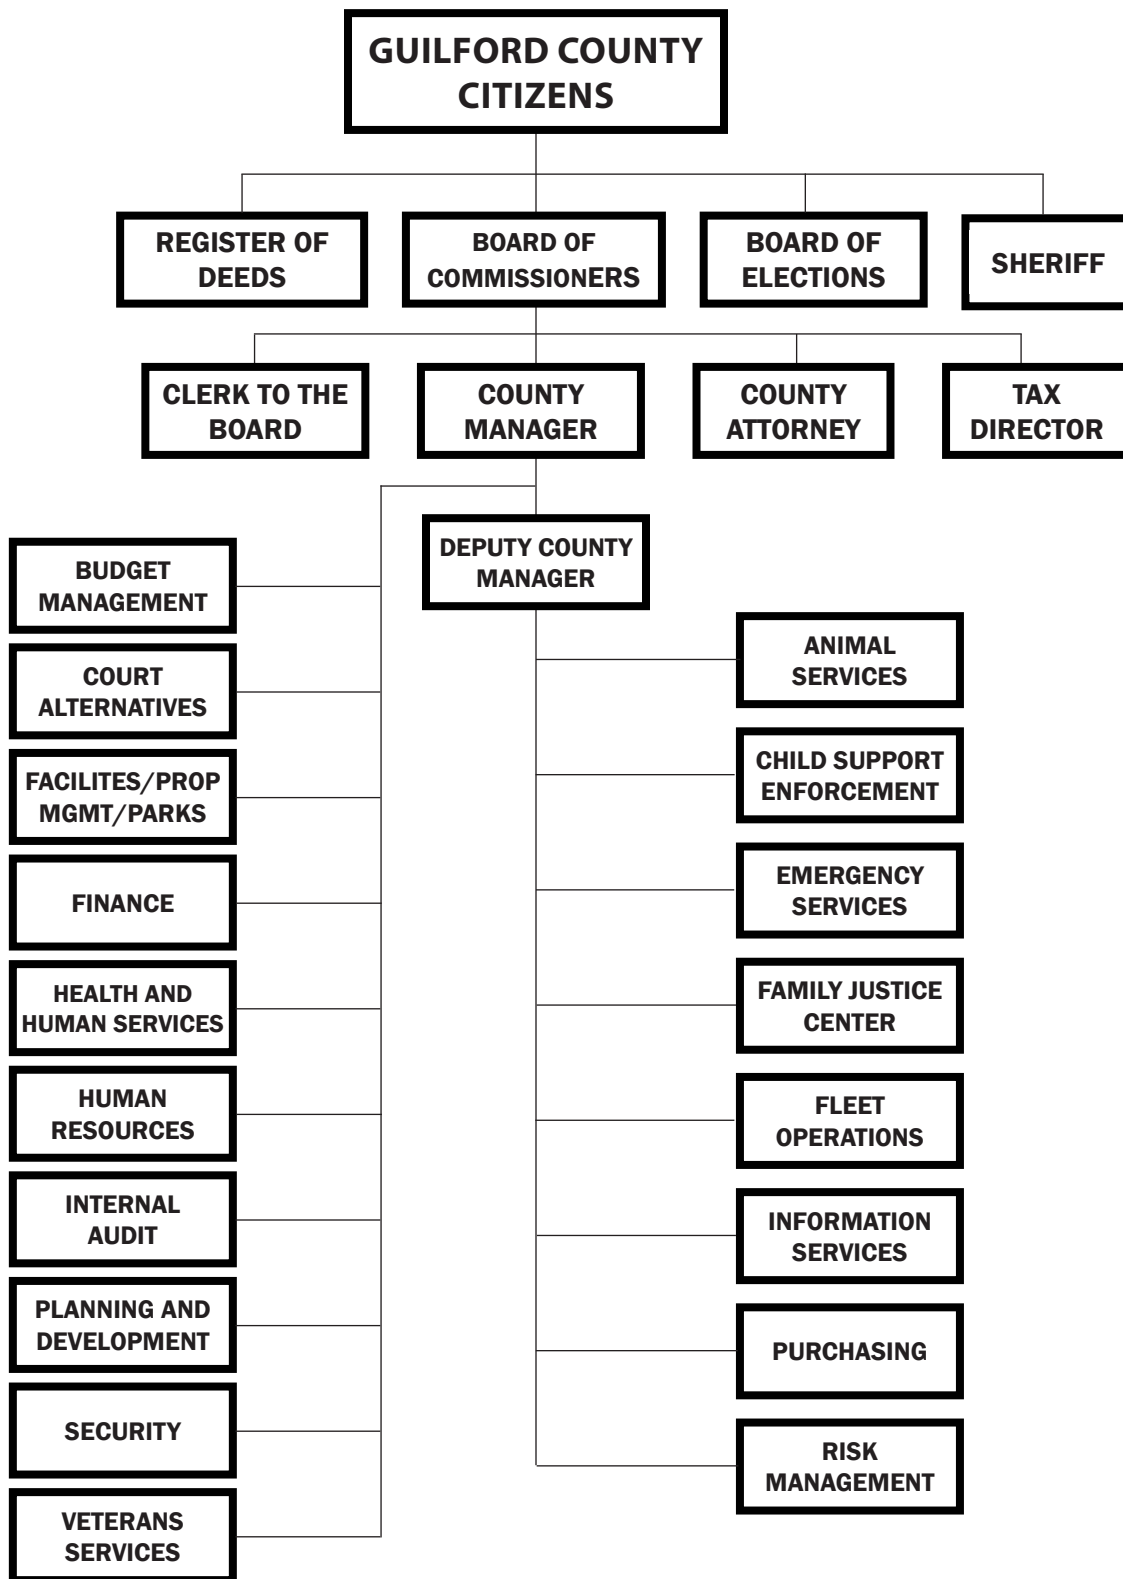 GUILFORD COUNTY
CITIZENS
REGISTER OF
DEEDS
BOARD OF
COMMISSIONERS
BOARD OF
ELECTIONS
SHERIFF
CLERK TO THE
BOARD
COUNTY
MANAGER
COUNTY
ATTORNEY
TAX
DIRECTOR
DEPUTY COUNTY
MANAGER
BUDGET
MANAGEMENT
COURT
ALTERNATIVES
FACILITES/PROP
MGMT/PARKS
FINANCE
HEALTH AND
HUMAN SERVICES
HUMAN
RESOURCES
INTERNAL
AUDIT
PLANNING AND
DEVELOPMENT
SECURITY
VETERANS
SERVICES
ANIMAL
SERVICES
CHILD SUPPORT
ENFORCEMENT
EMERGENCY
SERVICES
FAMILY JUSTICE
CENTER
FLEET
OPERATIONS
INFORMATION
SERVICES
PURCHASING
RISK
MANAGEMENT